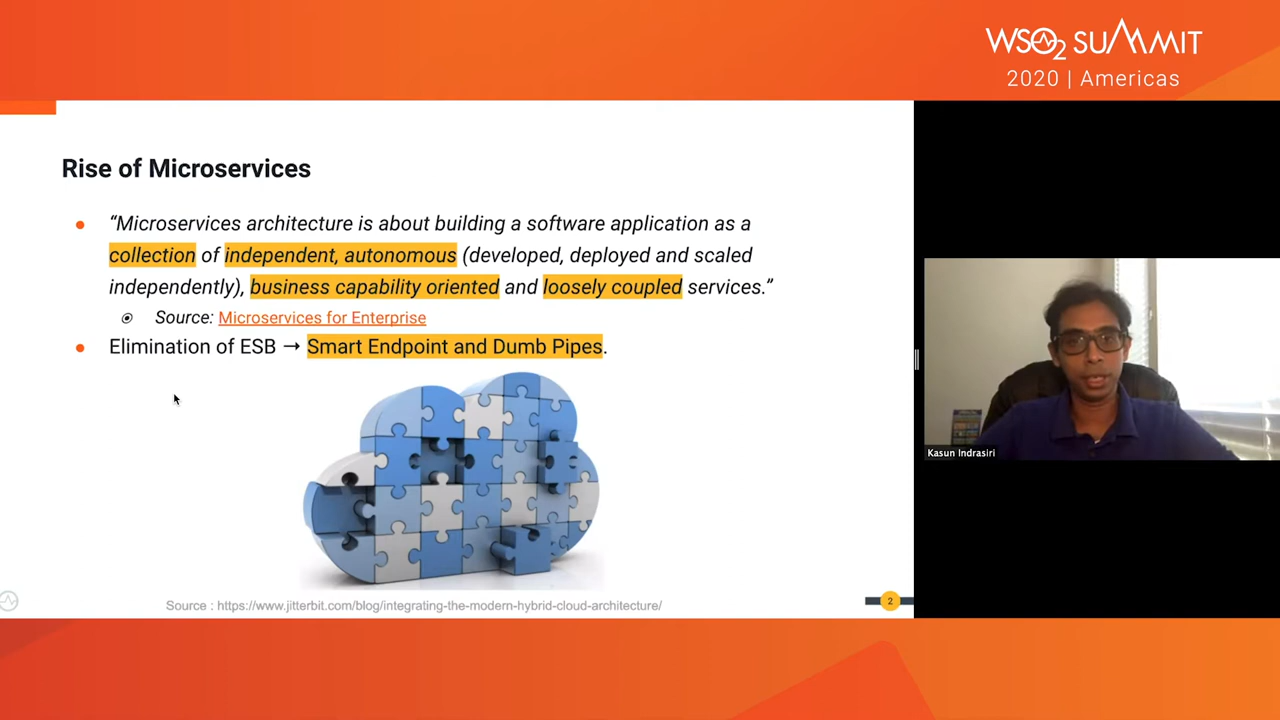 WSO2 SUMMIT
2020 | Americas
Rise of Microservices
● “Microservices architecture is about building a software application as a
collection of independent, autonomous (developed, deployed and scaled
independently), business capability oriented and loosely coupled services.”
◉ Source: Microservices for Enterprise
● Elimination of ESB → Smart Endpoint and Dumb Pipes.
Kasun Indrasiri
Source : https://www.jitterbit.com/blog/integrating-the-modern-hybrid-cloud-architecture/
2